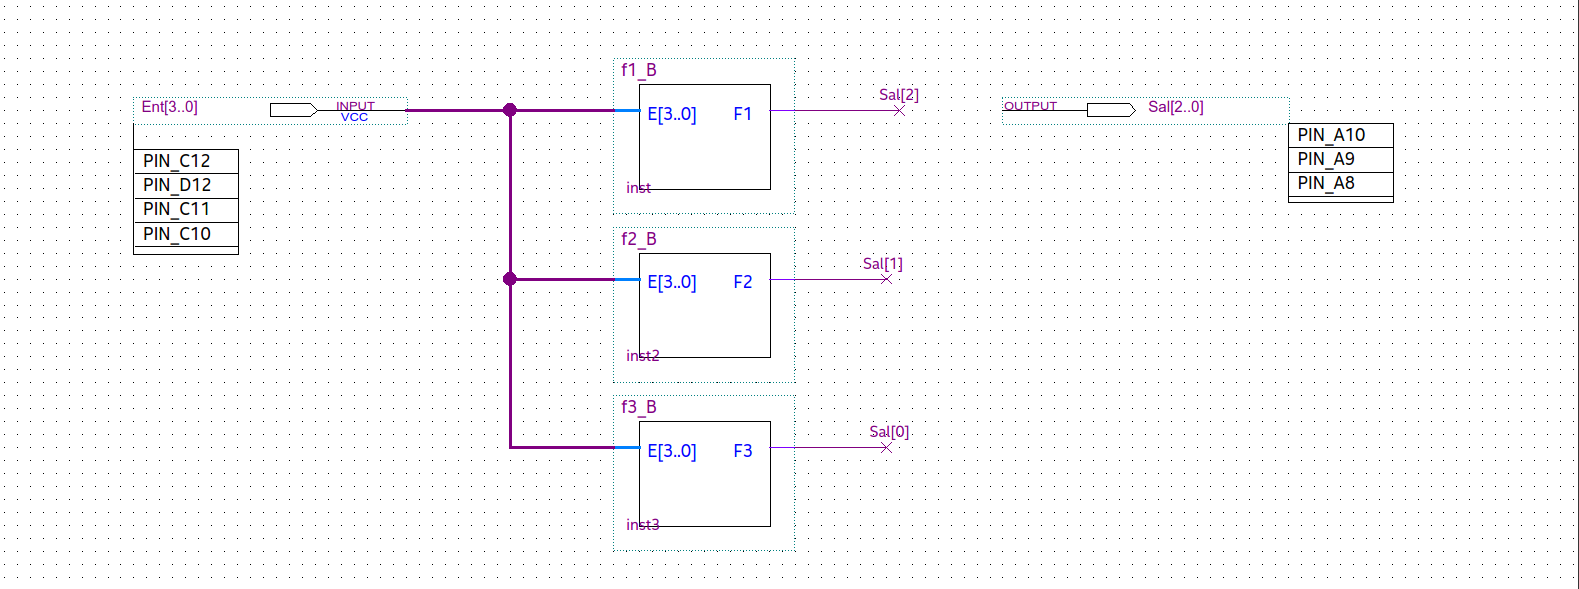 Ent[3..0]
INPUT
VCC
PIN_C12
PIN_D12
PIN_C11
PIN_C10
f1_B
E[3..0]
F1
inst
Sal[2]
f2_B
E[3..0]
F2
inst2
Sal[1]
f3_B
E[3..0]
F3
inst3
Sal[0]
OUTPUT
Sal[2..0]
PIN_A10
PIN_A9
PIN_A8